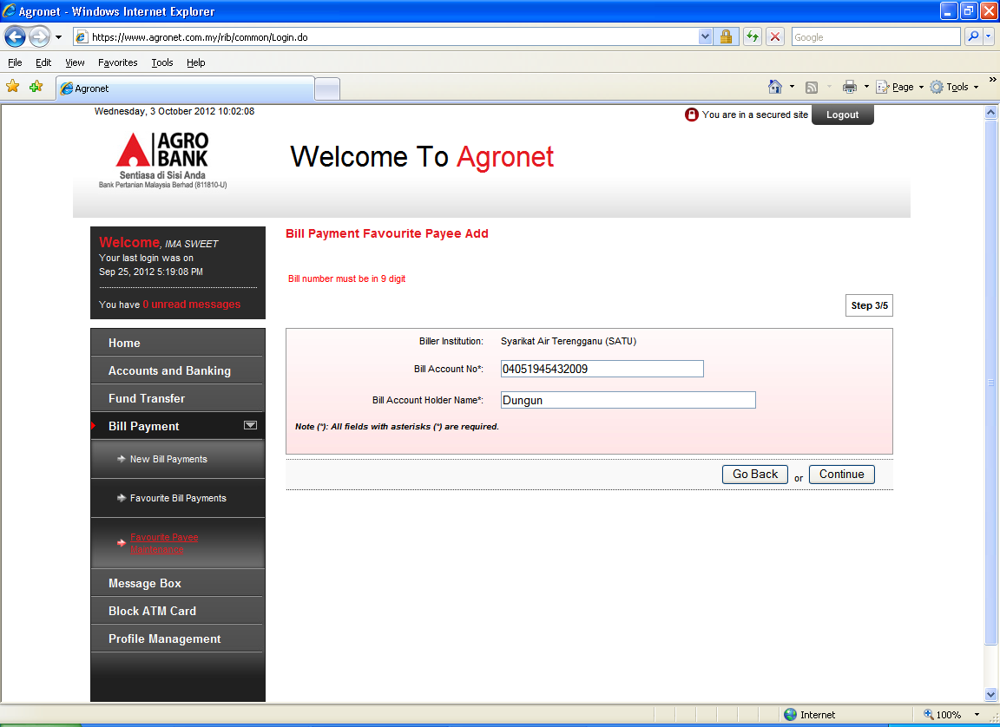 Agronet - Windows Internet Explorer
https://www.agronet.com.my/rib/common/Login.do
Google
File Edit View Favorites Tools Help
Agronet
Page Tools »
Wednesday, 3 October 2012 10:02:08
You are in a secured site Logout
AGRO
BANK
Sentiasa di Sisi Anda
Bank Pertanian Malaysia Berhad (811810-U)
Welcome To Agronet
Welcome, IMA SWEET
Your last login was on
Sep 25, 2012 5:19:08 PM
You have 0 unread messages
Home
Accounts and Banking
Fund Transfer
Bill Payment
New Bill Payments
Favourite Bill Payments
Favourite Payee
Maintenance
Message Box
Block ATM Card
Profile Management
Bill Payment Favourite Payee Add
Bill number must be in 9 digit
Step 3/5
Biller Institution: Syarikat Air Terengganu (SATU)
Bill Account No*: 04051945432009
Bill Account Holder Name*: Dungun
Note (*): All fields with asterisks (*) are required.
Go Back or Continue
Internet 100%